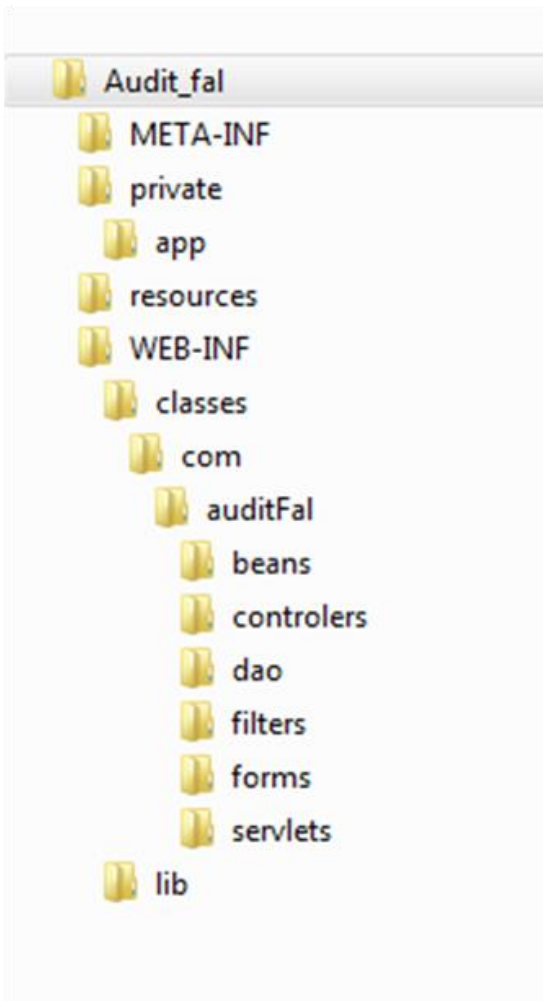 Audit_fal
META-INF
private
app
resources
WEB-INF
classes
com
auditFal
beans
controlers
dao
filters
forms
servlets
lib